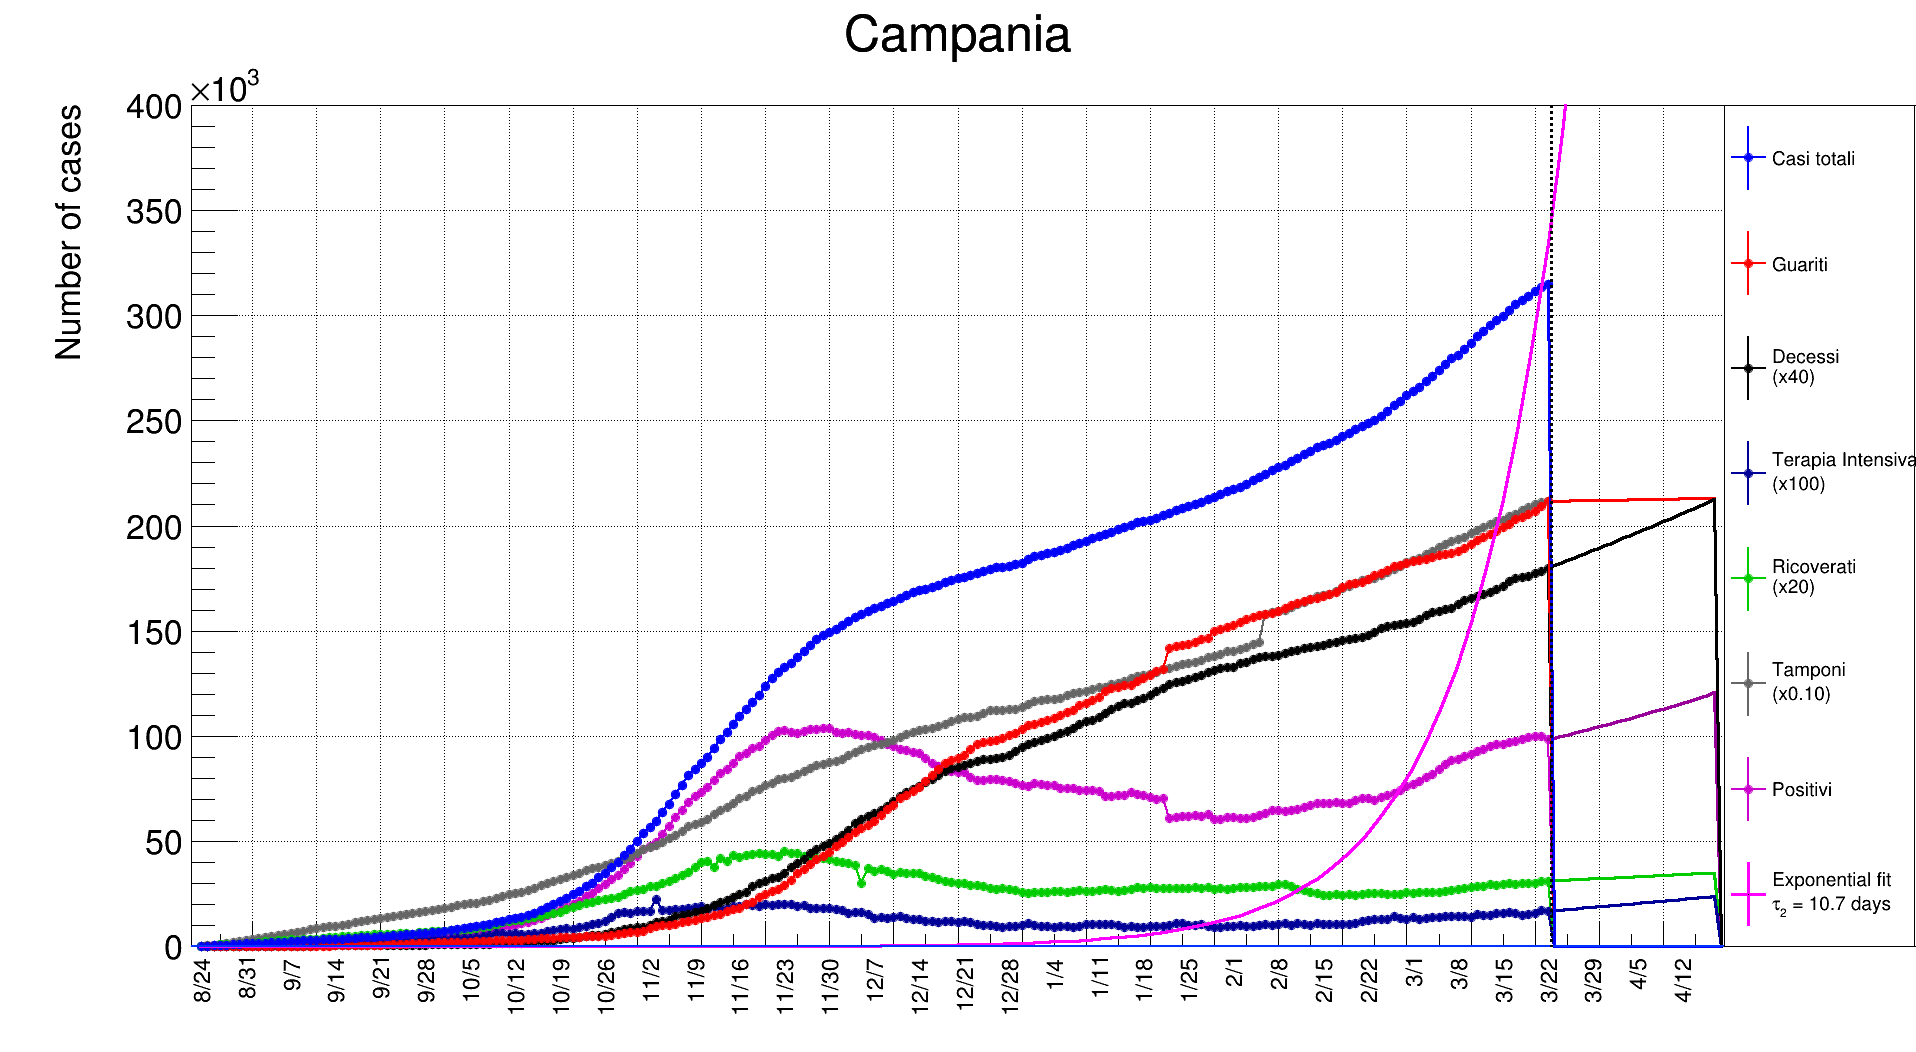 Campania
×10³
Number of cases
400
350
300
250
200
150
100
50
0
8/24 8/31 9/7 9/14 9/21 9/28 10/5 10/12 10/19 10/26 11/2 11/9 11/16 11/23 11/30 12/7 12/14 12/21 12/28 1/4 1/11 1/18 1/25 2/1 2/8 2/15 2/22 3/1 3/8 3/15 3/22 3/29 4/5 4/12
Casi totali
Guariti
Decessi
(x40)
Terapia Intensiva
(x100)
Ricoverati
(x20)
Tamponi
(x0.10)
Positivi
Exponential fit
τ₂ = 10.7 days